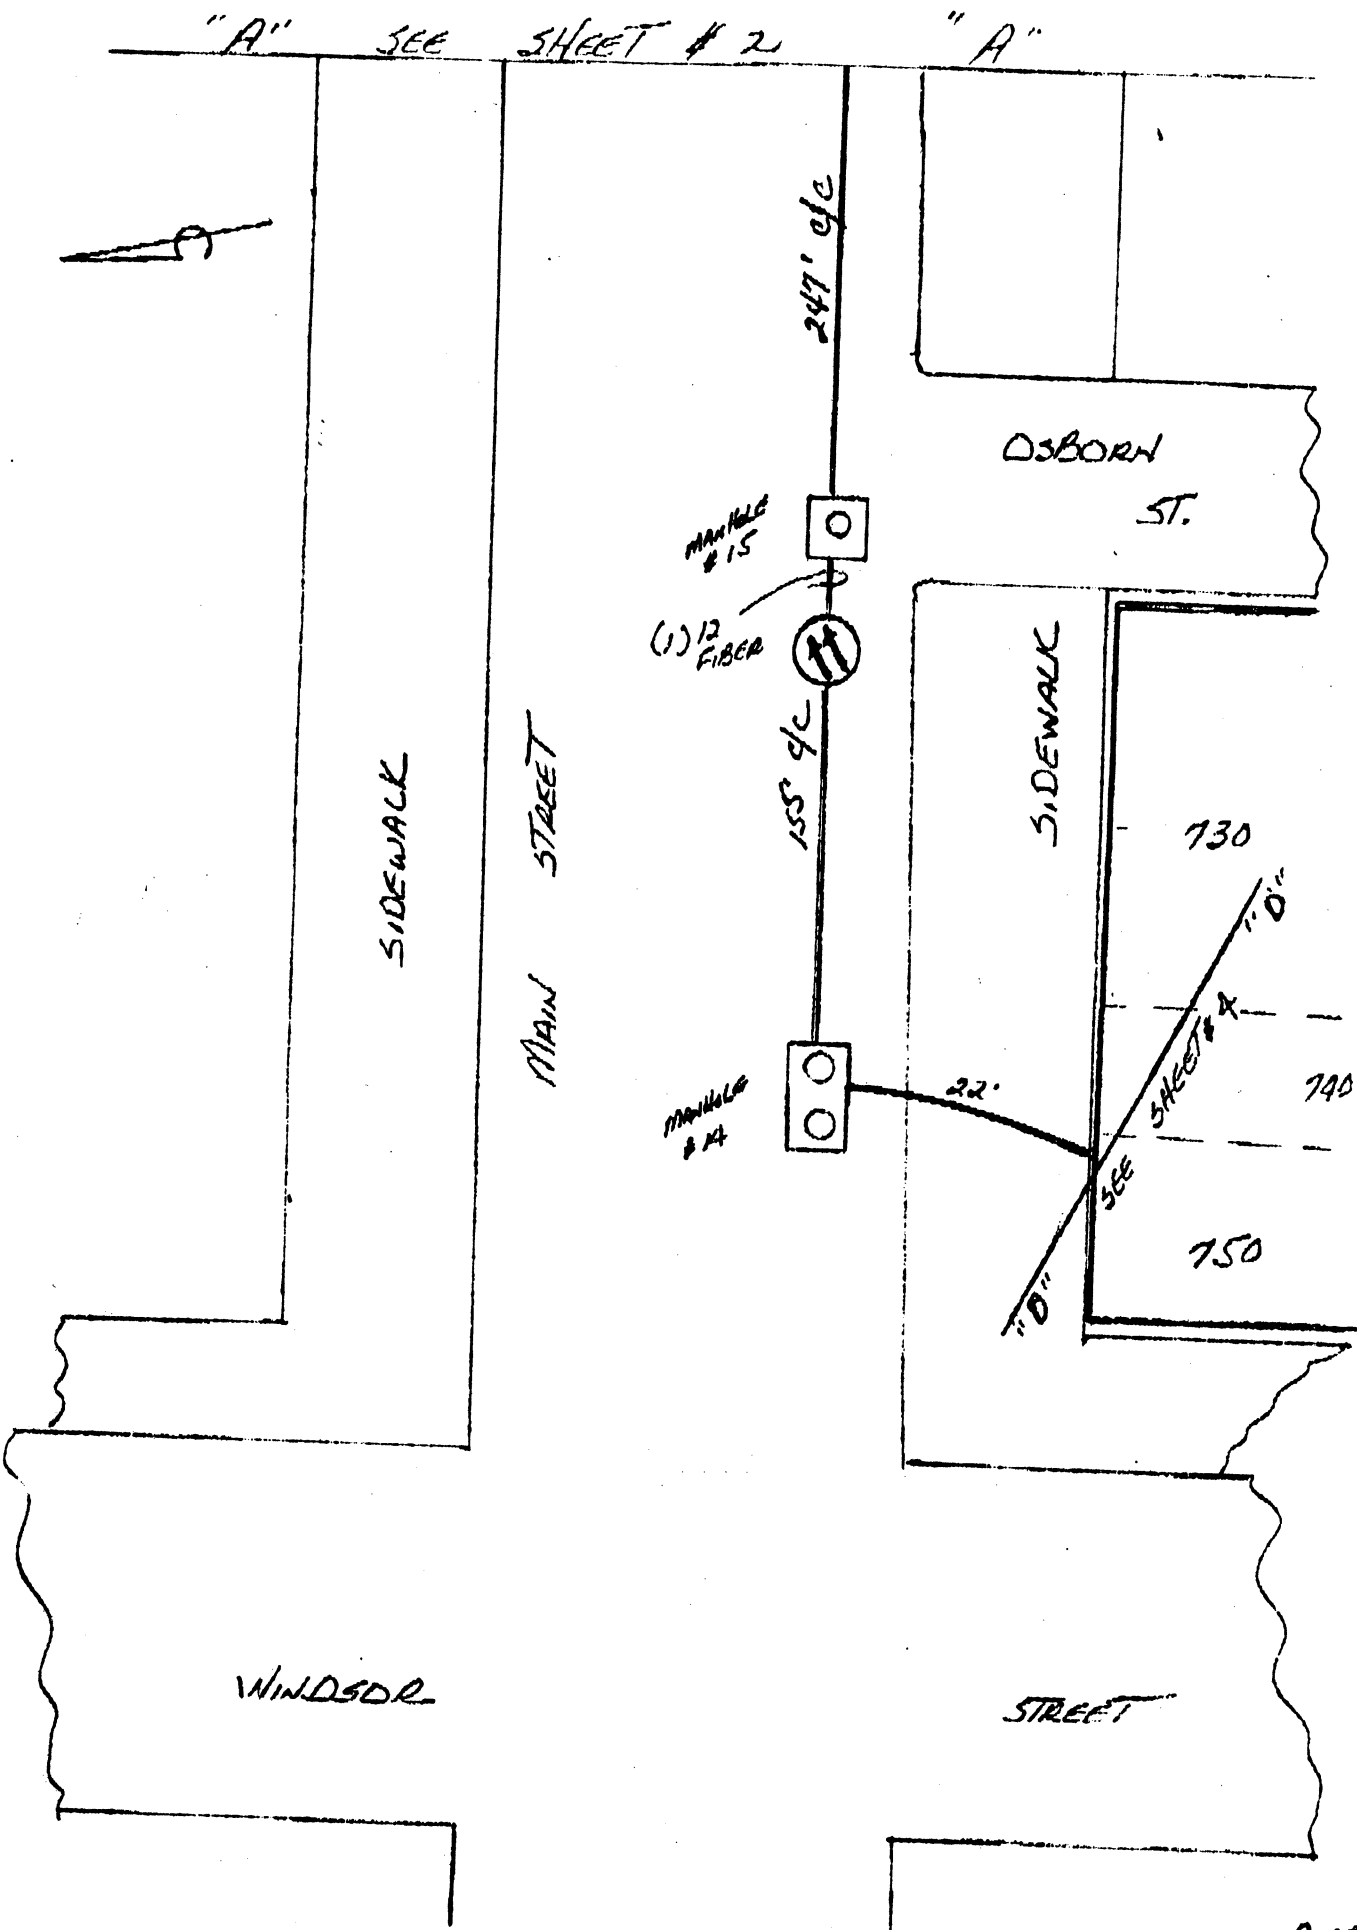 "A" SEE SHEET # 2 "A"
247' c/c
OSBORN
ST.
MANHOLE
# 15
(1) 12
FIBER
SIDEWALK
155' c/c
STREET
MAIN
SIDEWALK
730
"D"
SEE SHEET # 4
740
22'
MANHOLE
# 14
750
"D"
WINDSOR STREET